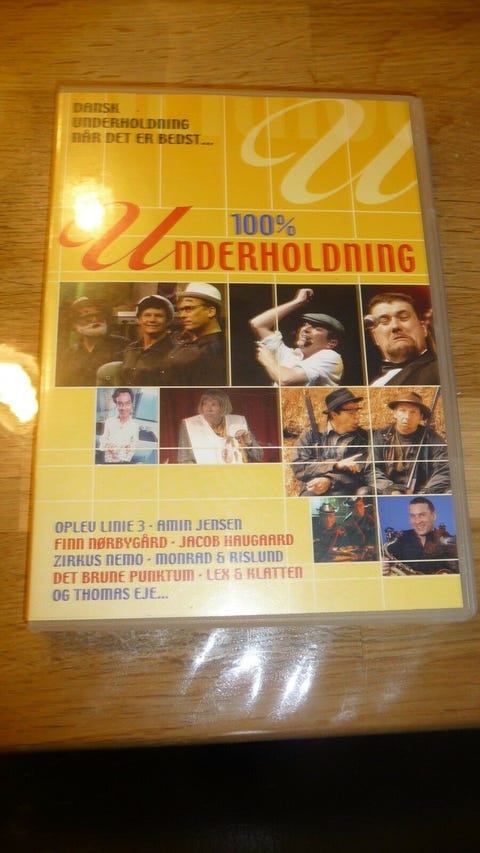 DANSK
UNDERHOLDNING
NÅR DET ER BEDST...
100%
UNDERHOLDNING
OPLEV LINIE 3 · AMIN JENSEN
FINN NØRBYGÅRD · JACOB HAUGAARD
ZIRKUS NEMO · MONRAD & RISLUND
DET BRUNE PUNKTUM · LEX & KLATTEN
OG THOMAS EJE...